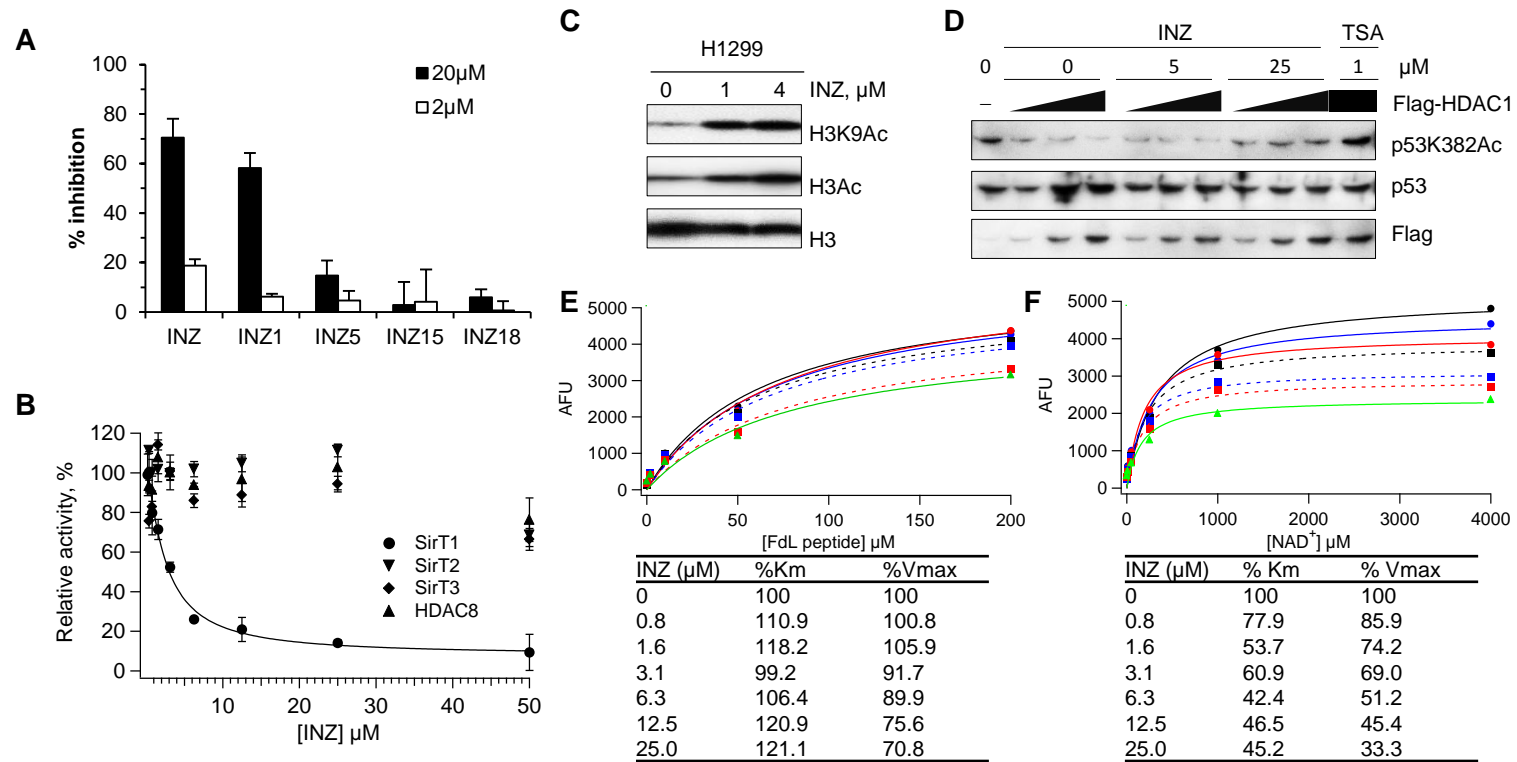 A
100
80
60
40
20
0
% inhibition
20µM
2µM
INZ INZ1 INZ5 INZ15 INZ18
B
120
100
80
60
40
20
0
Relative activity, %
SirT1
SirT2
SirT3
HDAC8
10 20 30 40 50
[INZ] µM
C
H1299
0 1 4 INZ, µM
H3K9Ac
H3Ac
H3
D
INZ TSA
0 0 5 25 1 µM
– Flag-HDAC1
p53K382Ac
p53
Flag
E
5000
4000
3000
2000
1000
0
AFU
0 50 100 150 200
[FdL peptide] µM
INZ (µM) %Km %Vmax
0 100 100
0.8 110.9 100.8
1.6 118.2 105.9
3.1 99.2 91.7
6.3 106.4 89.9
12.5 120.9 75.6
25.0 121.1 70.8
F
5000
4000
3000
2000
1000
0
AFU
0 1000 2000 3000 4000
[NAD+] µM
INZ (µM) % Km % Vmax
0 100 100
0.8 77.9 85.9
1.6 53.7 74.2
3.1 60.9 69.0
6.3 42.4 51.2
12.5 46.5 45.4
25.0 45.2 33.3